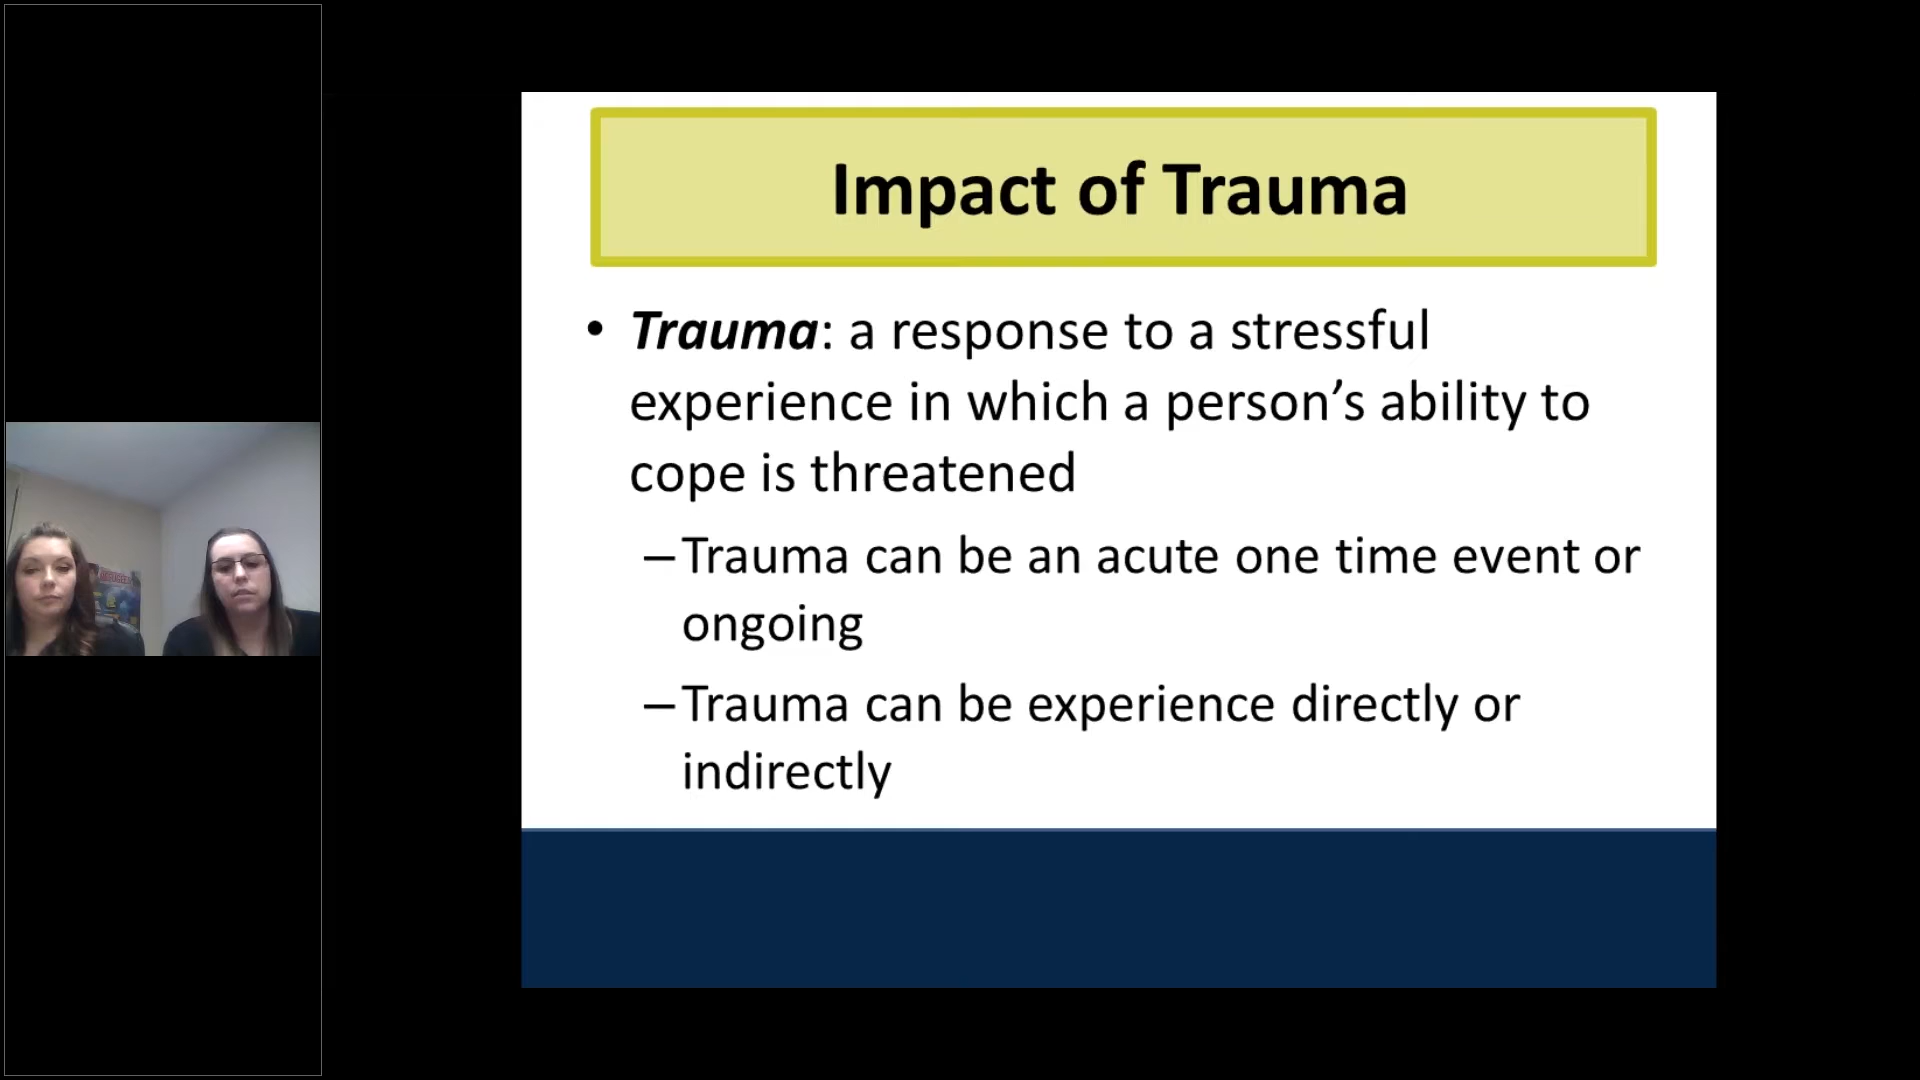 Impact of Trauma
• Trauma: a response to a stressful
experience in which a person’s ability to
cope is threatened
–Trauma can be an acute one time event or
ongoing
–Trauma can be experience directly or
indirectly